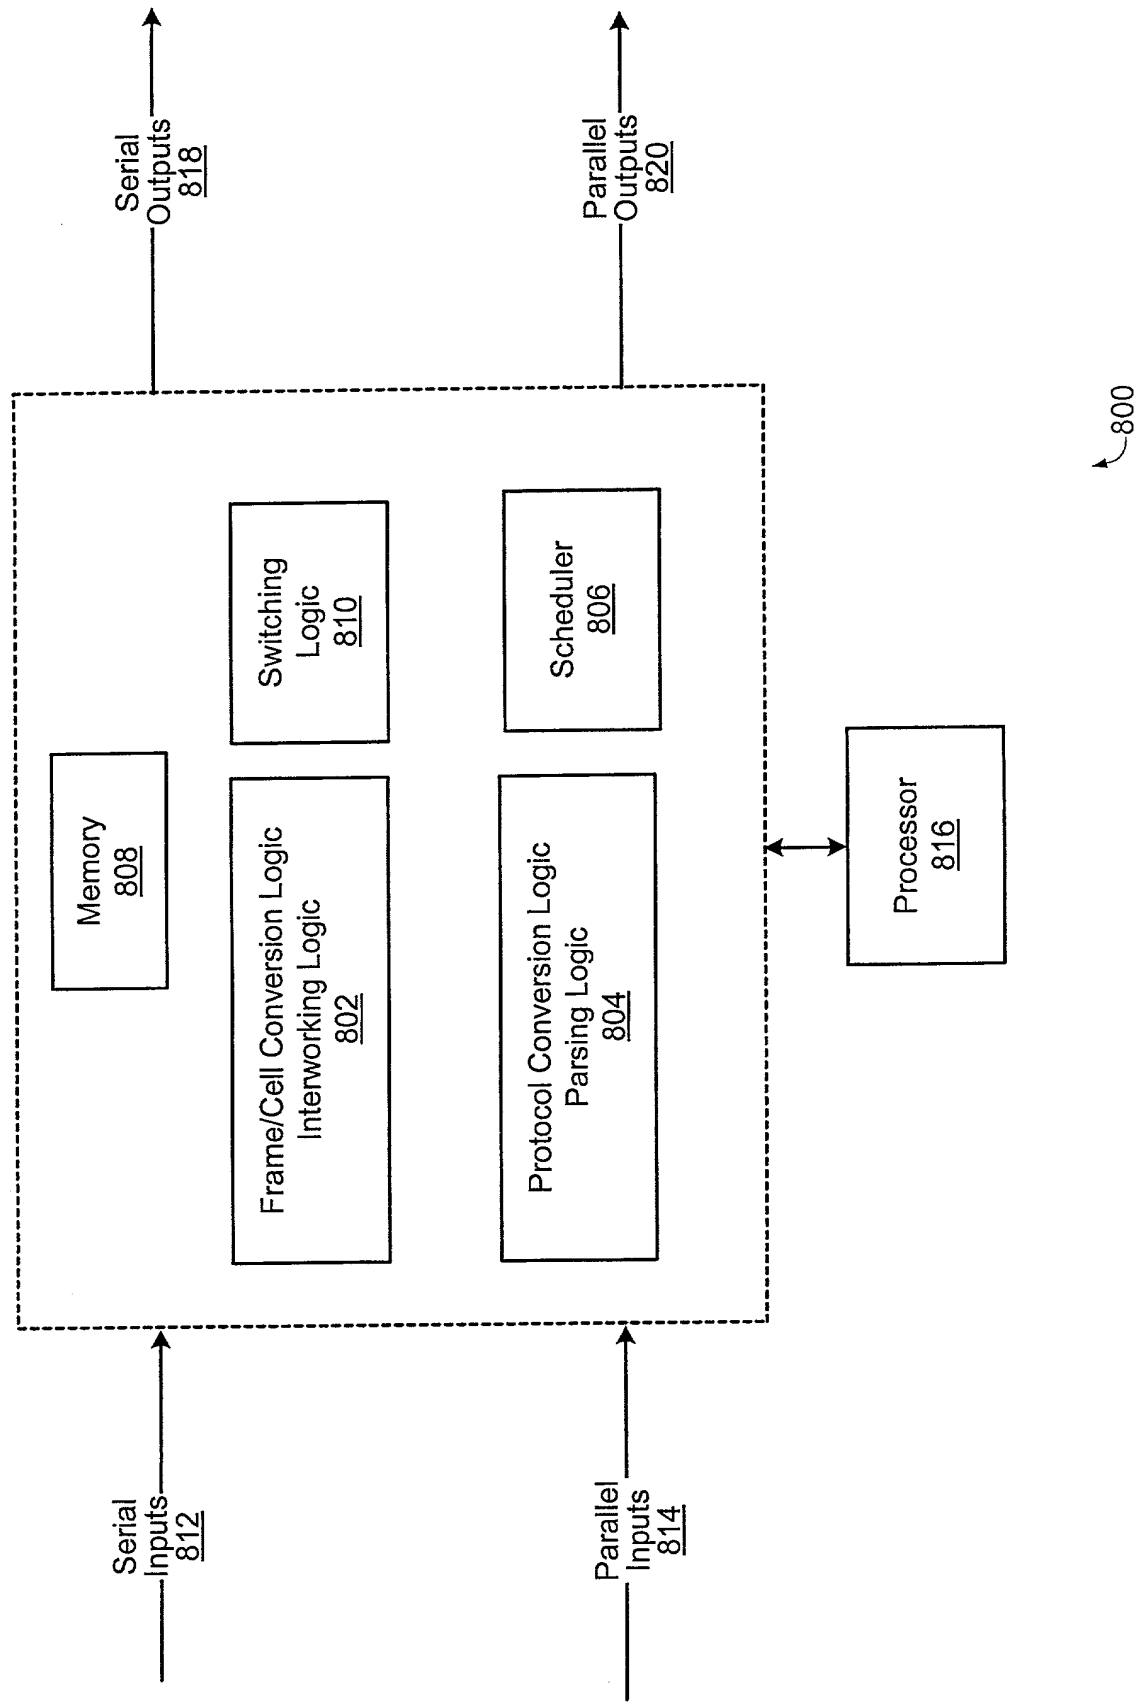 Memory
808
Serial
Inputs
812
Serial
Outputs
818
Frame/Cell Conversion Logic
Interworking Logic
802
Switching
Logic
810
Protocol Conversion Logic
Parsing Logic
804
Scheduler
806
Parallel
Inputs
814
Parallel
Outputs
820
Processor
816
800